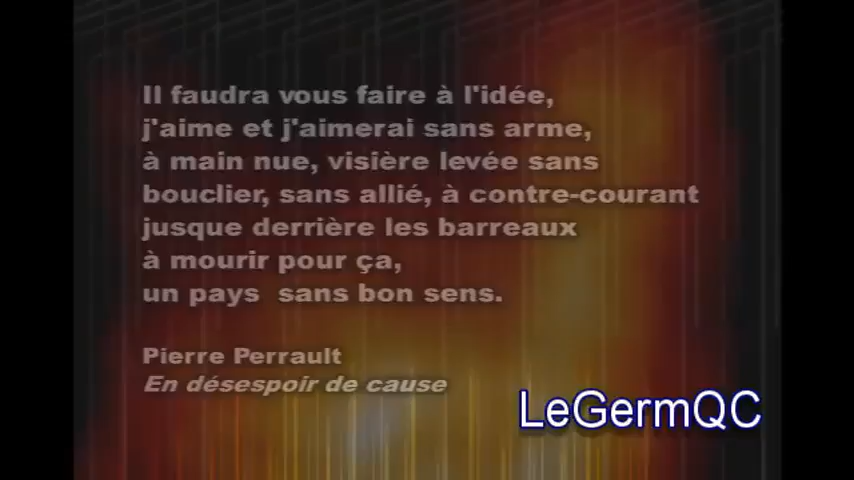 Il faudra vous faire à l'idée,
j'aime et j'aimerai sans arme,
à main nue, visière levée sans
bouclier, sans allié, à contre-courant
jusque derrière les barreaux
à mourir pour ça,
un pays  sans bon sens.
Pierre Perrault
En désespoir de cause
LeGermQC